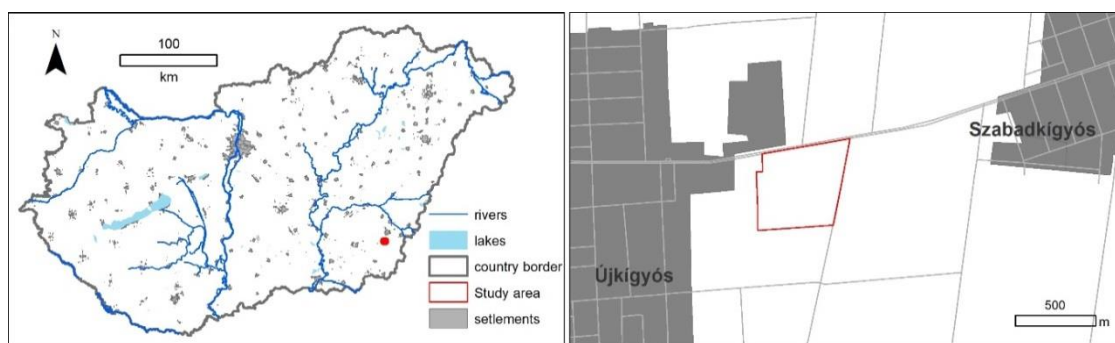 N
100
km
rivers
lakes
country border
Study area
setlements
Szabadkígyós
Újkígyós
500
m